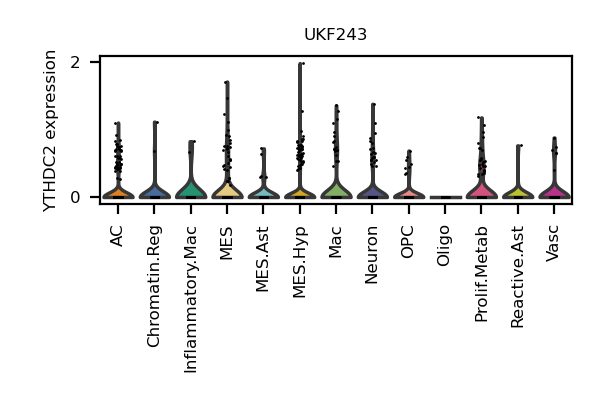 UKF243
YTHDC2 expression
2
0
AC
Chromatin.Reg
Inflammatory.Mac
MES
MES.Ast
MES.Hyp
Mac
Neuron
OPC
Oligo
Prolif.Metab
Reactive.Ast
Vasc